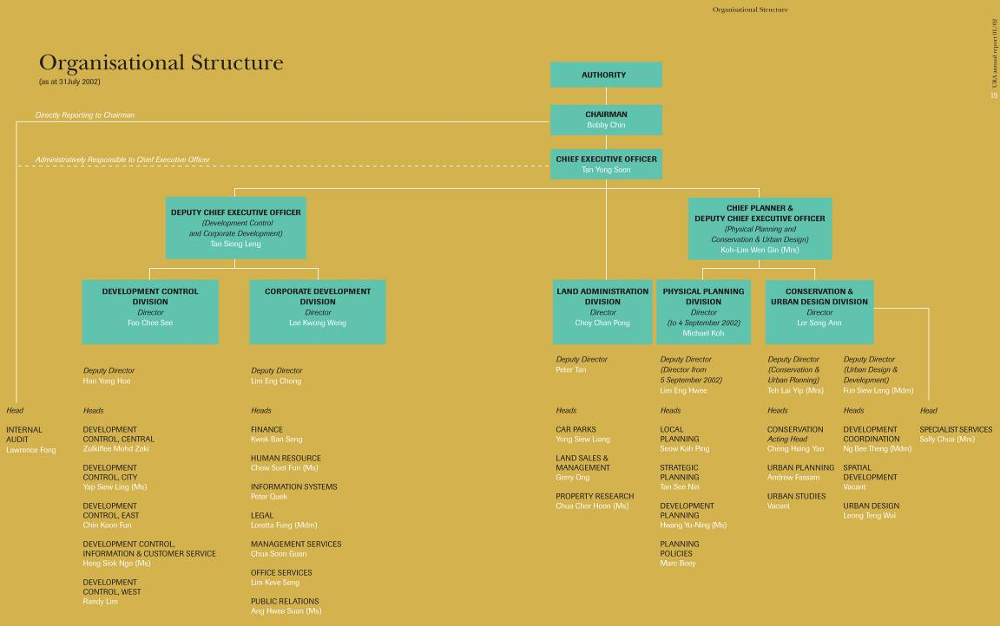 Organisational Structure
URA annual report 01/02
15
Organisational Structure
(as at 31July 2002)
AUTHORITY
CHAIRMAN
Bobby Chin
Directly Reporting to Chairman
CHIEF EXECUTIVE OFFICER
Tan Yong Soon
Administratively Responsible to Chief Executive Officer
DEPUTY CHIEF EXECUTIVE OFFICER
(Development Control
and Corporate Development)
Tan Siong Leng
CHIEF PLANNER &
DEPUTY CHIEF EXECUTIVE OFFICER
(Physical Planning and
Conservation & Urban Design)
Koh-Lim Wen Gin (Mrs)
DEVELOPMENT CONTROL
DIVISION
Director
Foo Chee See
CORPORATE DEVELOPMENT
DIVISION
Director
Lee Kwong Weng
LAND ADMINISTRATION
DIVISION
Director
Choy Chan Pong
PHYSICAL PLANNING
DIVISION
Director
(to 4 September 2002)
Michael Koh
CONSERVATION &
URBAN DESIGN DIVISION
Director
Ler Seng Ann
Head
INTERNAL
AUDIT
Lawrence Fong
Deputy Director
Han Yong Hoe
Heads
DEVELOPMENT
CONTROL, CENTRAL
Zulkiflee Mohd Zaki
DEVELOPMENT
CONTROL, CITY
Yap Siew Ling (Ms)
DEVELOPMENT
CONTROL, EAST
Chin Koon Fun
DEVELOPMENT CONTROL,
INFORMATION & CUSTOMER SERVICE
Heng Siok Ngo (Ms)
DEVELOPMENT
CONTROL, WEST
Randy Lim
Deputy Director
Lim Eng Chong
Heads
FINANCE
Kwek Ban Seng
HUMAN RESOURCE
Chew Suet Fun (Ms)
INFORMATION SYSTEMS
Peter Quek
LEGAL
Loretta Fung (Mdm)
MANAGEMENT SERVICES
Chua Soon Guan
OFFICE SERVICES
Lim Keve Seng
PUBLIC RELATIONS
Ang Hwee Suan (Ms)
Deputy Director
Peter Tan
Heads
CAR PARKS
Yong Siew Liang
LAND SALES &
MANAGEMENT
Gerry Ong
PROPERTY RESEARCH
Chua Chor Hoon (Ms)
Deputy Director
(Director from
5 September 2002)
Lim Eng Hwee
Heads
LOCAL
PLANNING
Seow Kah Ping
STRATEGIC
PLANNING
Tan See Nin
DEVELOPMENT
PLANNING
Hwang Yu-Ning (Ms)
PLANNING
POLICIES
Marc Boey
Deputy Director
(Conservation &
Urban Planning)
Teh Lai Yip (Mrs)
Heads
CONSERVATION
Acting Head
Cheng Hsing Yao
URBAN PLANNING
Andrew Fassam
URBAN STUDIES
Vacant
Deputy Director
(Urban Design &
Development)
Fun Siew Leng (Mdm)
Heads
DEVELOPMENT
COORDINATION
Ng Bee Theng (Mdm)
SPATIAL
DEVELOPMENT
Vacant
URBAN DESIGN
Leong Teng Wui
Head
SPECIALIST SERVICES
Sally Chua (Mrs)